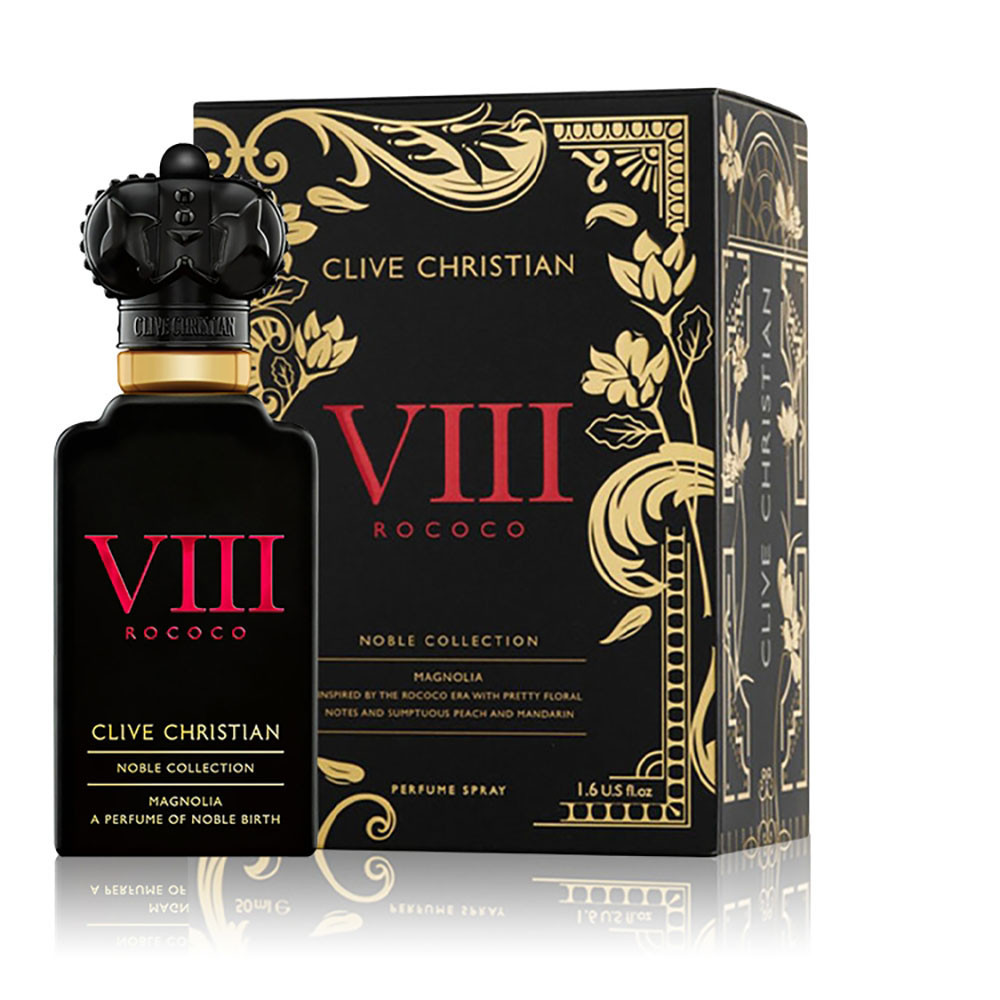 CLIVE CHRISTIAN
VIII
ROCOCO
CLIVE CHRISTIAN
NOBLE COLLECTION
MAGNOLIA
A PERFUME OF NOBLE BIRTH
CLIVE CHRISTIAN
VIII
ROCOCO
NOBLE COLLECTION
MAGNOLIA
INSPIRED BY THE ROCOCO ERA WITH PRETTY FLORAL
NOTES AND SUMPTUOUS PEACH AND MANDARIN
PERFUME SPRAY
1.6 U.S fl.oz
CLIVE CHRISTIAN
50ml e